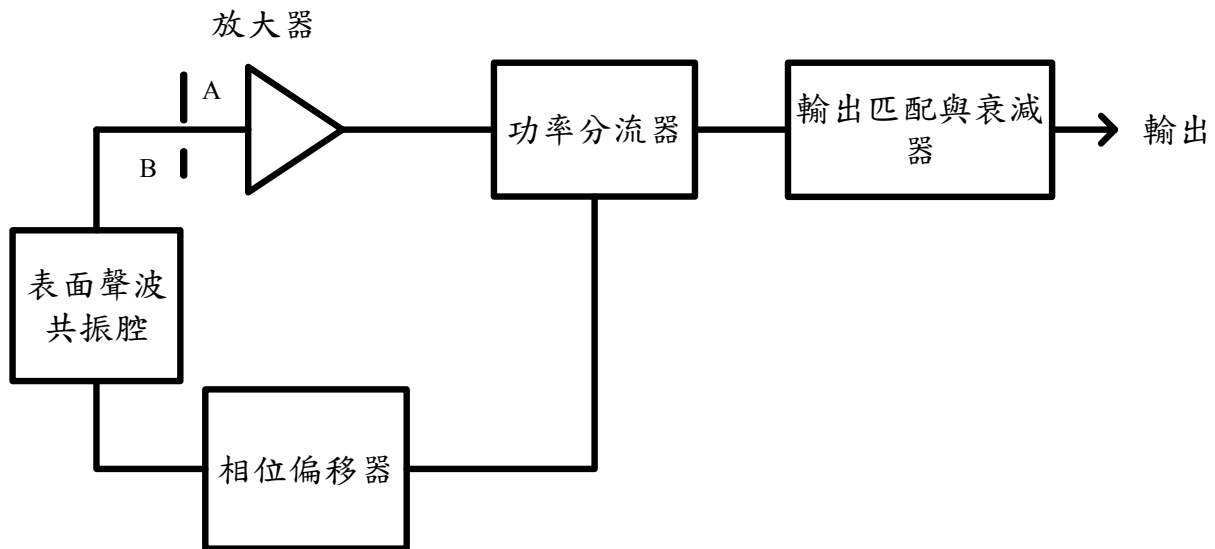 放大器
A
B
功率分流器
輸出匹配與衰減
器
輸出
表面聲波
共振腔
相位偏移器